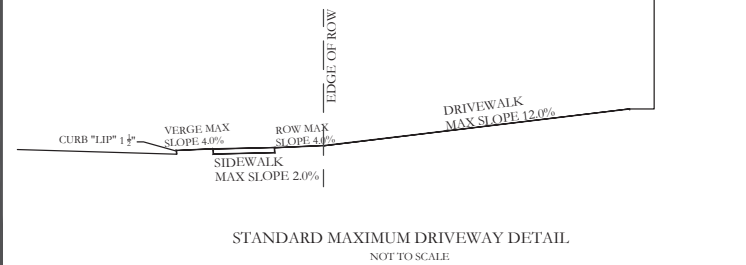 EDGE OF ROW
DRIVEWALK
MAX SLOPE 12.0%
VERGE MAX
SLOPE 4.0%
ROW MAX
SLOPE 4.0%
CURB "LIP" 1 1/2"
SIDEWALK
MAX SLOPE 2.0%
STANDARD MAXIMUM DRIVEWAY DETAIL
NOT TO SCALE